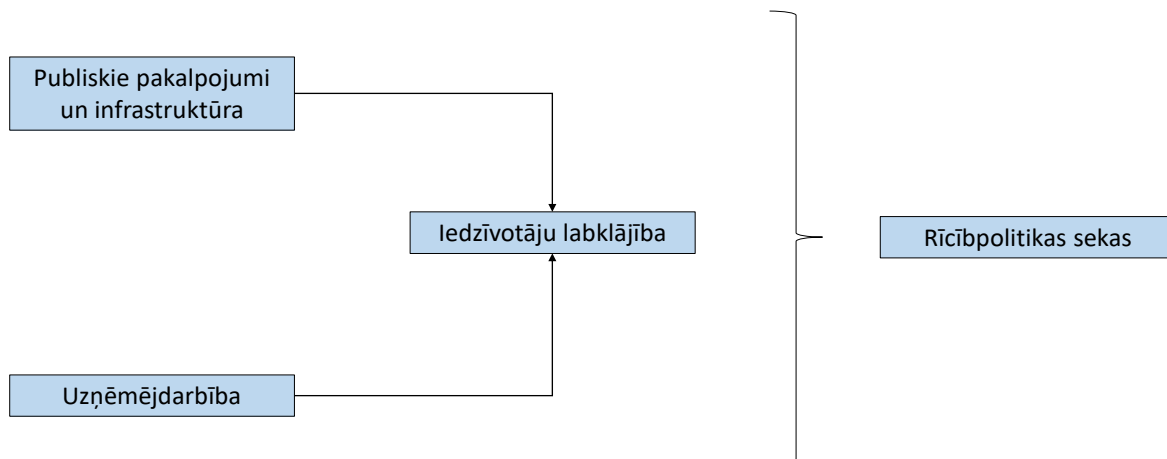 Publiskie pakalpojumi
un infrastruktūra
Iedzīvotāju labklājība
Rīcībpolitikas sekas
Uzņēmējdarbība